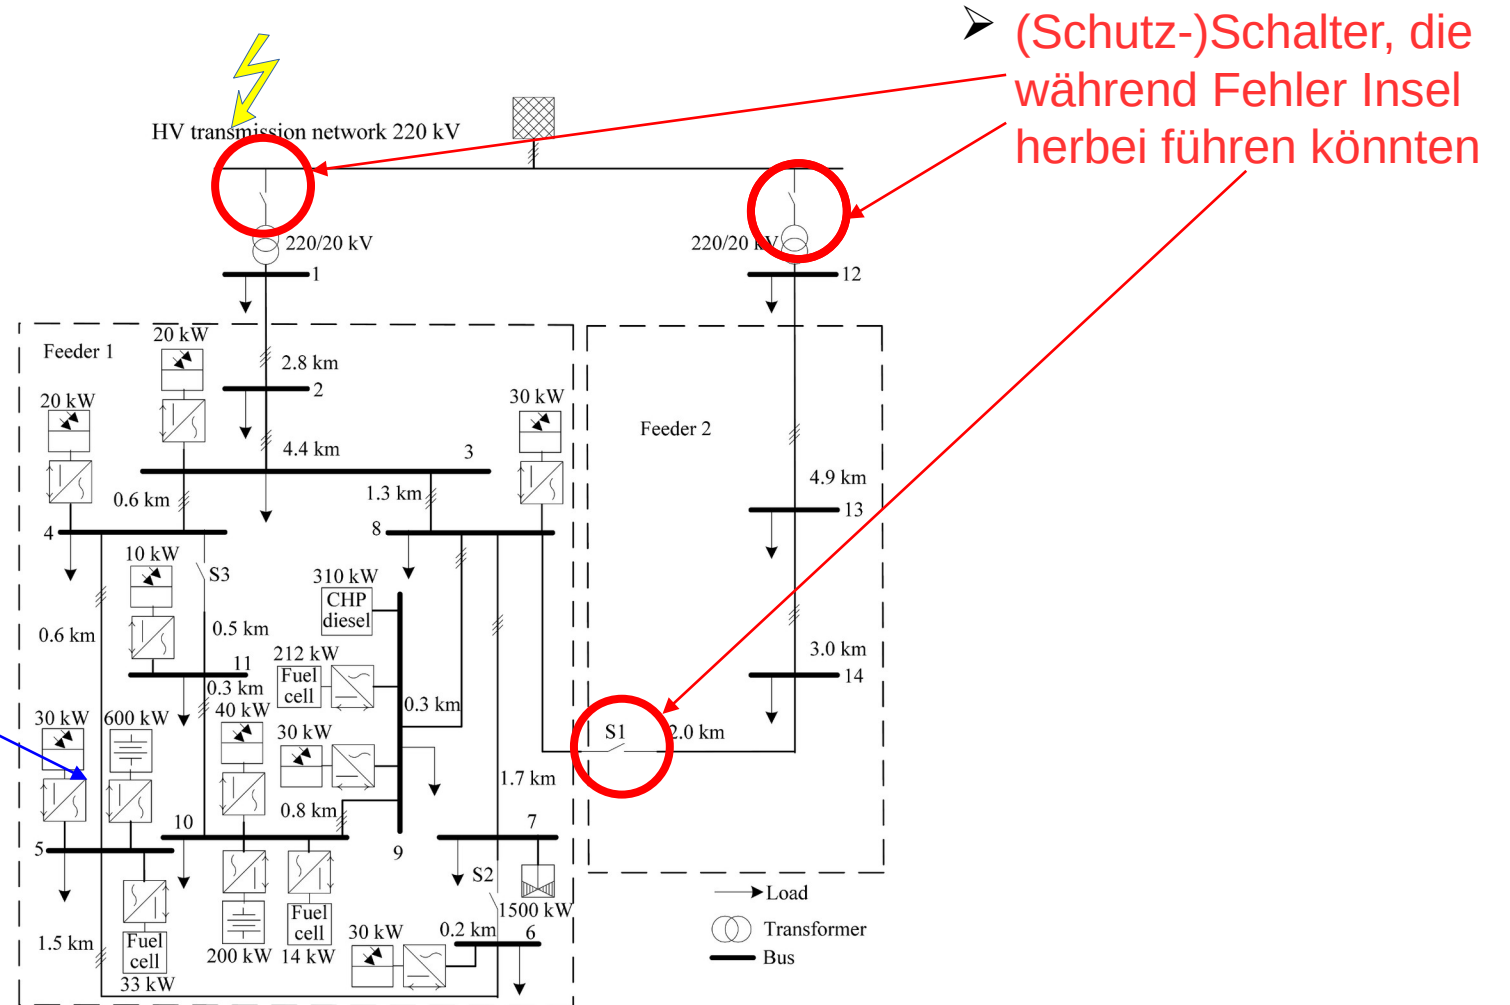 ➢ (Schutz-)Schalter, die
während Fehler Insel
herbei führen könnten
HV transmission network 220 kV
220/20 kV
220/20 kV
1
12
Feeder 1
20 kW
2.8 km
2
20 kW
30 kW
Feeder 2
4.4 km
3
0.6 km
1.3 km
4.9 km
13
4
8
10 kW
S3
310 kW
CHP
diesel
0.6 km
0.5 km
3.0 km
212 kW
11
14
Fuel
cell
0.3 km
0.3 km
30 kW
600 kW
40 kW
30 kW
S1
2.0 km
1.7 km
0.8 km
10
7
5
9
S2
Load
1500 kW
Fuel
cell
0.2 km
6
30 kW
Transformer
1.5 km
Fuel
cell
200 kW
14 kW
Bus
33 kW